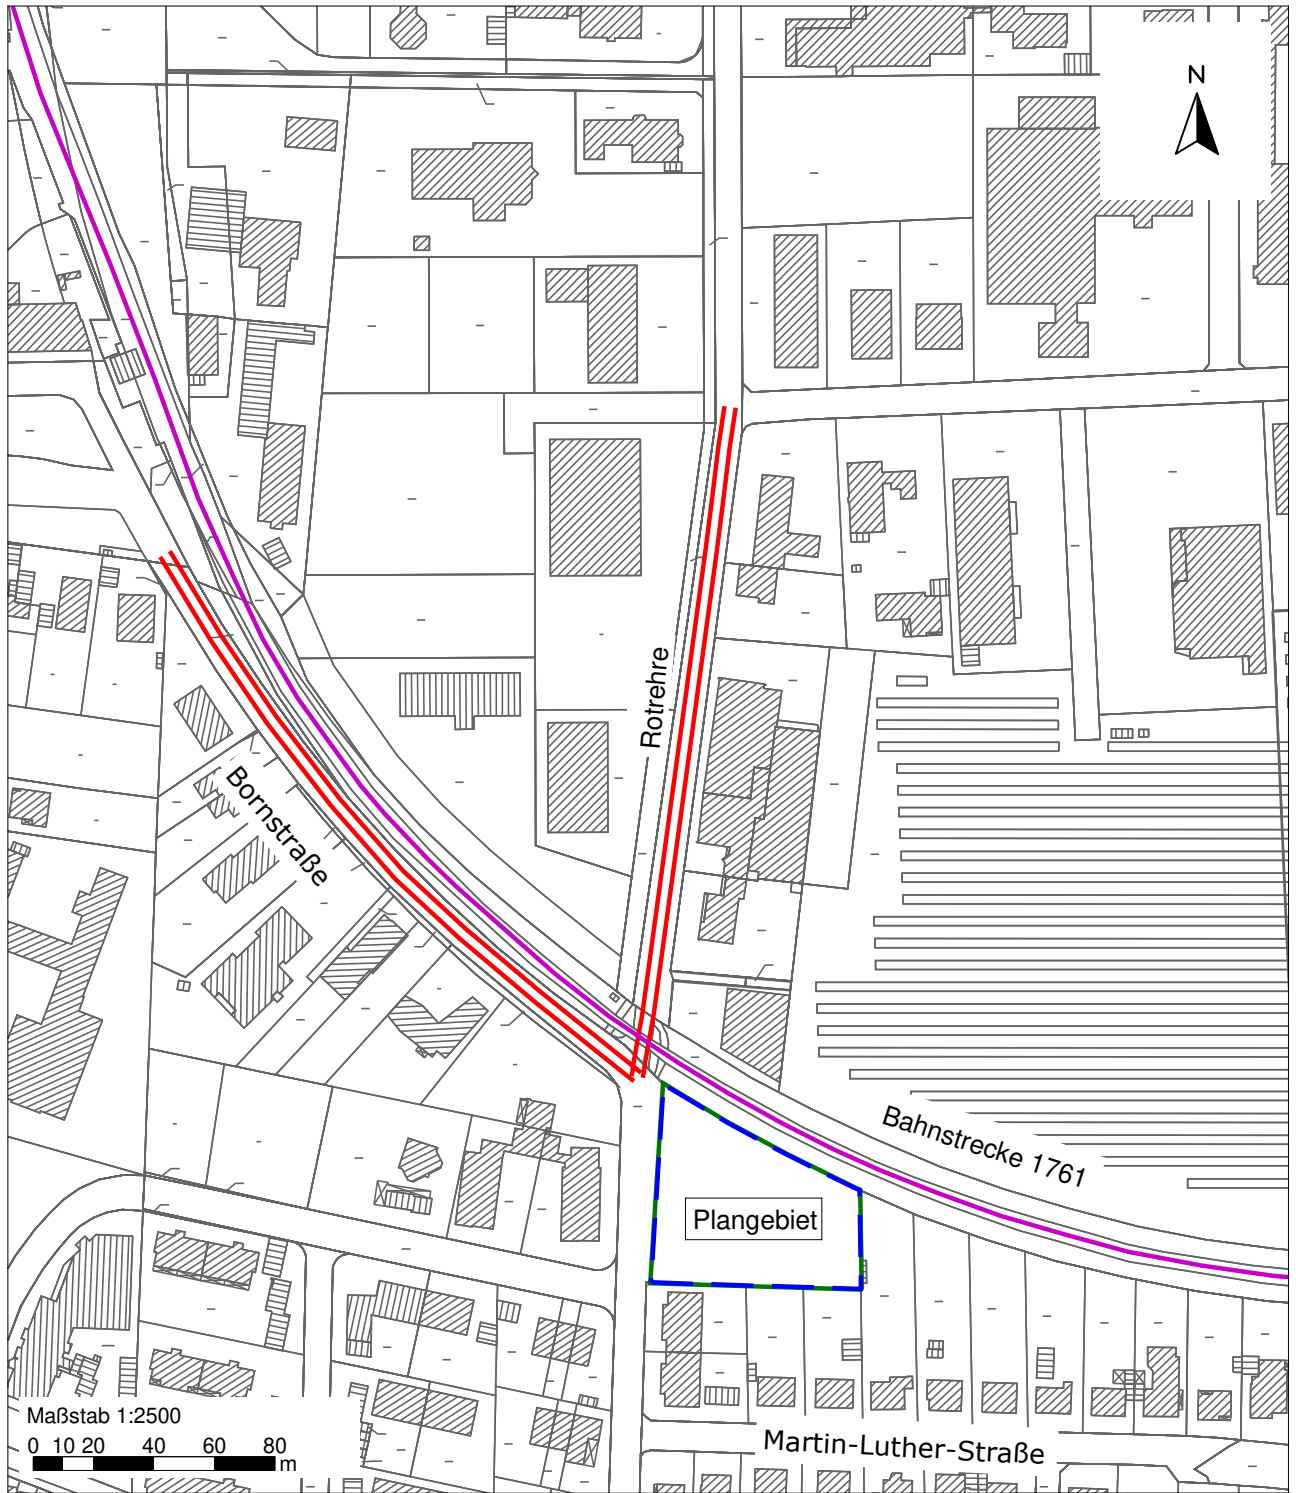 N
Rotrehre
Bornstraße
Bahnstrecke 1761
Plangebiet
Maßstab 1:2500
0 10 20 40 60 80 m
Martin-Luther-Straße